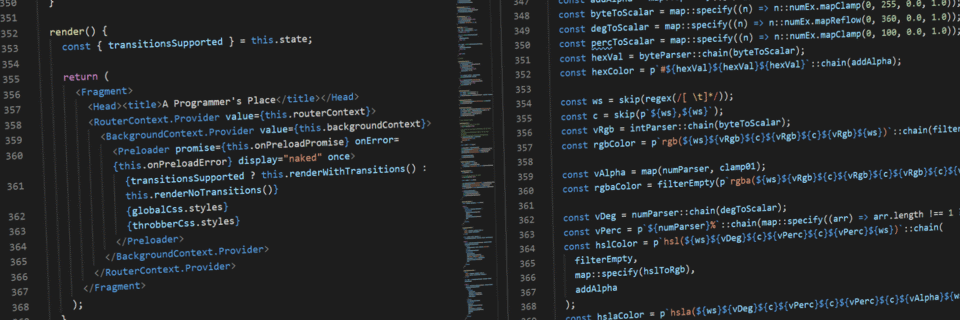 350 }
351
352 render() {
353 const { transitionsSupported } = this.state;
354
355 return (
356 <Fragment>
357 <Head><title>A Programmer's Place</title></Head>
358 <RouterContext.Provider value={this.routerContext}>
359 <BackgroundContext.Provider value={this.backgroundContext}>
360 <Preloader promise={this.onPreloadPromise} onError=
{this.onPreloadError} display="naked" once>
361 {transitionsSupported ? this.renderWithTransitions() :
this.renderNoTransitions()}
362 {globalCss.styles}
363 {throbberCss.styles}
364 </Preloader>
365 </BackgroundContext.Provider>
366 </RouterContext.Provider>
367 </Fragment>
368 );
}
347
348 const byteToScalar = map::specify((n) => n::numEx.mapClamp(0, 255, 0.0, 1.0));
349 const degToScalar = map::specify((n) => n::numEx.mapReflow(0, 360, 0.0, 1.0));
350 const percToScalar = map::specify((n) => n::numEx.mapClamp(0, 100, 0.0, 1.0));
351 const hexVal = byteParser::chain(byteToScalar);
352 const hexColor = p`#${hexVal}${hexVal}${hexVal}`::chain(addAlpha);
353
354 const ws = skip(regex(/[ \t]*/));
355 const c = skip(p`${ws},${ws}`);
356 const vRgb = intParser::chain(byteToScalar);
357 const rgbColor = p`rgb(${ws}${vRgb}${c}${vRgb}${c}${vRgb}${ws})`::chain(filter
358
359 const vAlpha = map(numParser, clamp01);
360 const rgbaColor = filterEmpty(p`rgba(${ws}${vRgb}${c}${vRgb}${c}${vRgb}${c}
361
362 const vDeg = numParser::chain(degToScalar);
363 const vPerc = p`${numParser}%`::chain(map::specify((arr) => arr.length !== 1
364 const hslColor = p`hsl(${ws}${vDeg}${c}${vPerc}${c}${vPerc}${ws})`::chain(
365 filterEmpty,
366 map::specify(hslToRgb),
367 addAlpha
368 );
const hslaColor = p`hsla(${ws}${vDeg}${c}${vPerc}${c}${vPerc}${c}${vAlpha}${ws